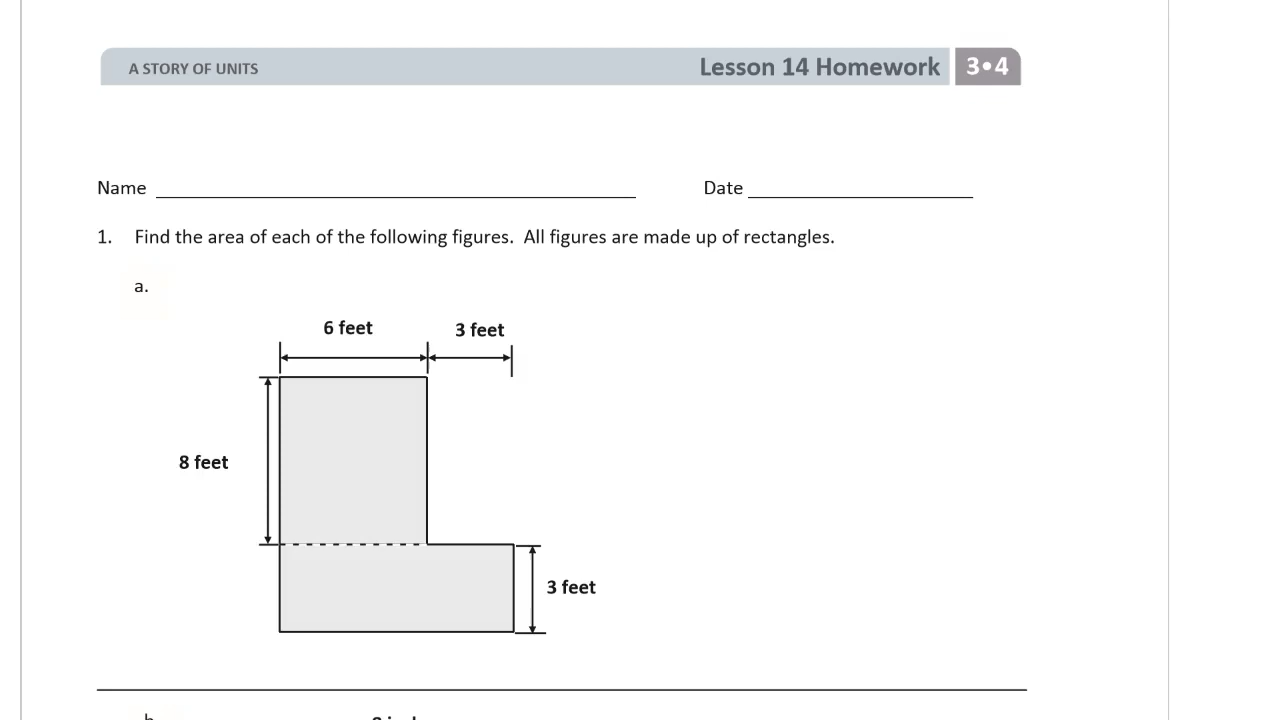 A STORY OF UNITS
Lesson 14 Homework 3•4
Name
Date
1. Find the area of each of the following figures. All figures are made up of rectangles.
a.
6 feet
3 feet
8 feet
3 feet